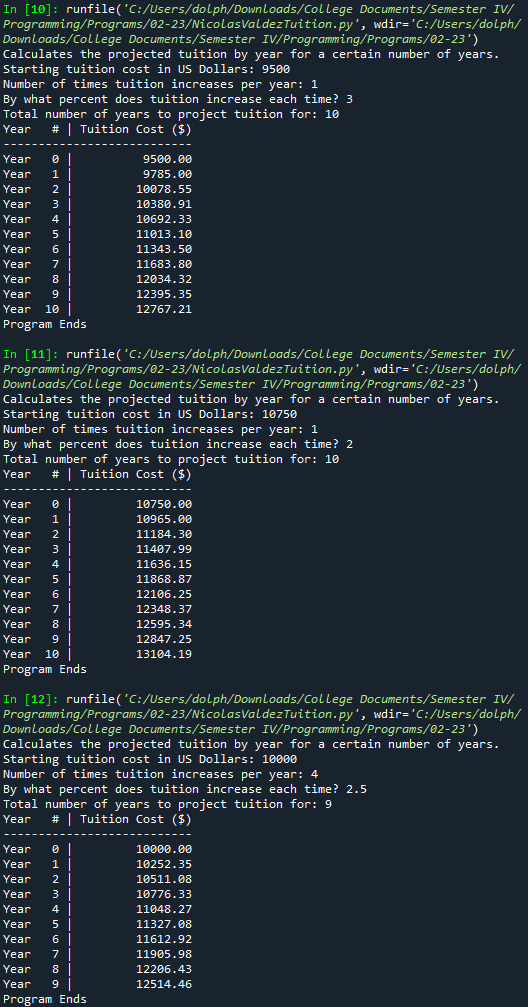 In [10]: runfile('C:/Users/dolph/Downloads/College Documents/Semester IV/
Programming/Programs/02-23/NicolasValdezTuition.py', wdir='C:/Users/dolph/
Downloads/College Documents/Semester IV/Programming/Programs/02-23')
Calculates the projected tuition by year for a certain number of years.
Starting tuition cost in US Dollars: 9500
Number of times tuition increases per year: 1
By what percent does tuition increase each time? 3
Total number of years to project tuition for: 10
Year   # | Tuition Cost ($)
---------------------------
Year   0 |          9500.00
Year   1 |          9785.00
Year   2 |         10078.55
Year   3 |         10380.91
Year   4 |         10692.33
Year   5 |         11013.10
Year   6 |         11343.50
Year   7 |         11683.80
Year   8 |         12034.32
Year   9 |         12395.35
Year  10 |         12767.21
Program Ends
In [11]: runfile('C:/Users/dolph/Downloads/College Documents/Semester IV/
Programming/Programs/02-23/NicolasValdezTuition.py', wdir='C:/Users/dolph/
Downloads/College Documents/Semester IV/Programming/Programs/02-23')
Calculates the projected tuition by year for a certain number of years.
Starting tuition cost in US Dollars: 10750
Number of times tuition increases per year: 1
By what percent does tuition increase each time? 2
Total number of years to project tuition for: 10
Year   # | Tuition Cost ($)
---------------------------
Year   0 |         10750.00
Year   1 |         10965.00
Year   2 |         11184.30
Year   3 |         11407.99
Year   4 |         11636.15
Year   5 |         11868.87
Year   6 |         12106.25
Year   7 |         12348.37
Year   8 |         12595.34
Year   9 |         12847.25
Year  10 |         13104.19
Program Ends
In [12]: runfile('C:/Users/dolph/Downloads/College Documents/Semester IV/
Programming/Programs/02-23/NicolasValdezTuition.py', wdir='C:/Users/dolph/
Downloads/College Documents/Semester IV/Programming/Programs/02-23')
Calculates the projected tuition by year for a certain number of years.
Starting tuition cost in US Dollars: 10000
Number of times tuition increases per year: 4
By what percent does tuition increase each time? 2.5
Total number of years to project tuition for: 9
Year   # | Tuition Cost ($)
---------------------------
Year   0 |         10000.00
Year   1 |         10252.35
Year   2 |         10511.08
Year   3 |         10776.33
Year   4 |         11048.27
Year   5 |         11327.08
Year   6 |         11612.92
Year   7 |         11905.98
Year   8 |         12206.43
Year   9 |         12514.46
Program Ends